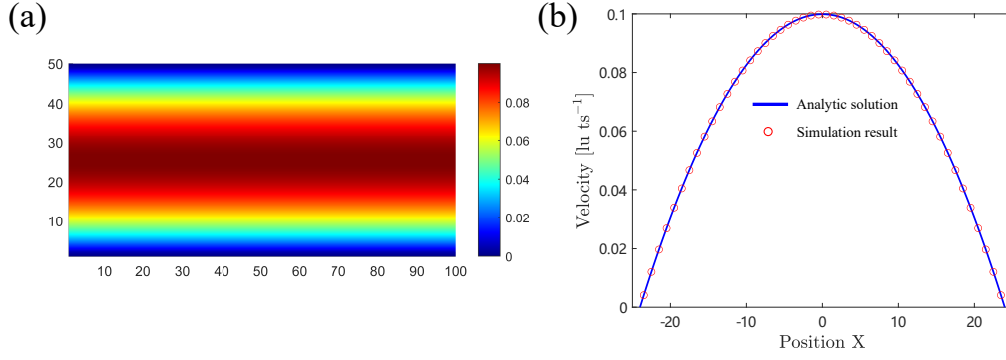 (a)
50
40
30
20
10
10 20 30 40 50 60 70 80 90 100
0.08
0.06
0.04
0.02
0
(b)
0.1
0.08
0.06
0.04
0.02
0
Velocity [lu ts⁻¹]
Analytic solution
Simulation result
-20 -10 0 10 20
Position X